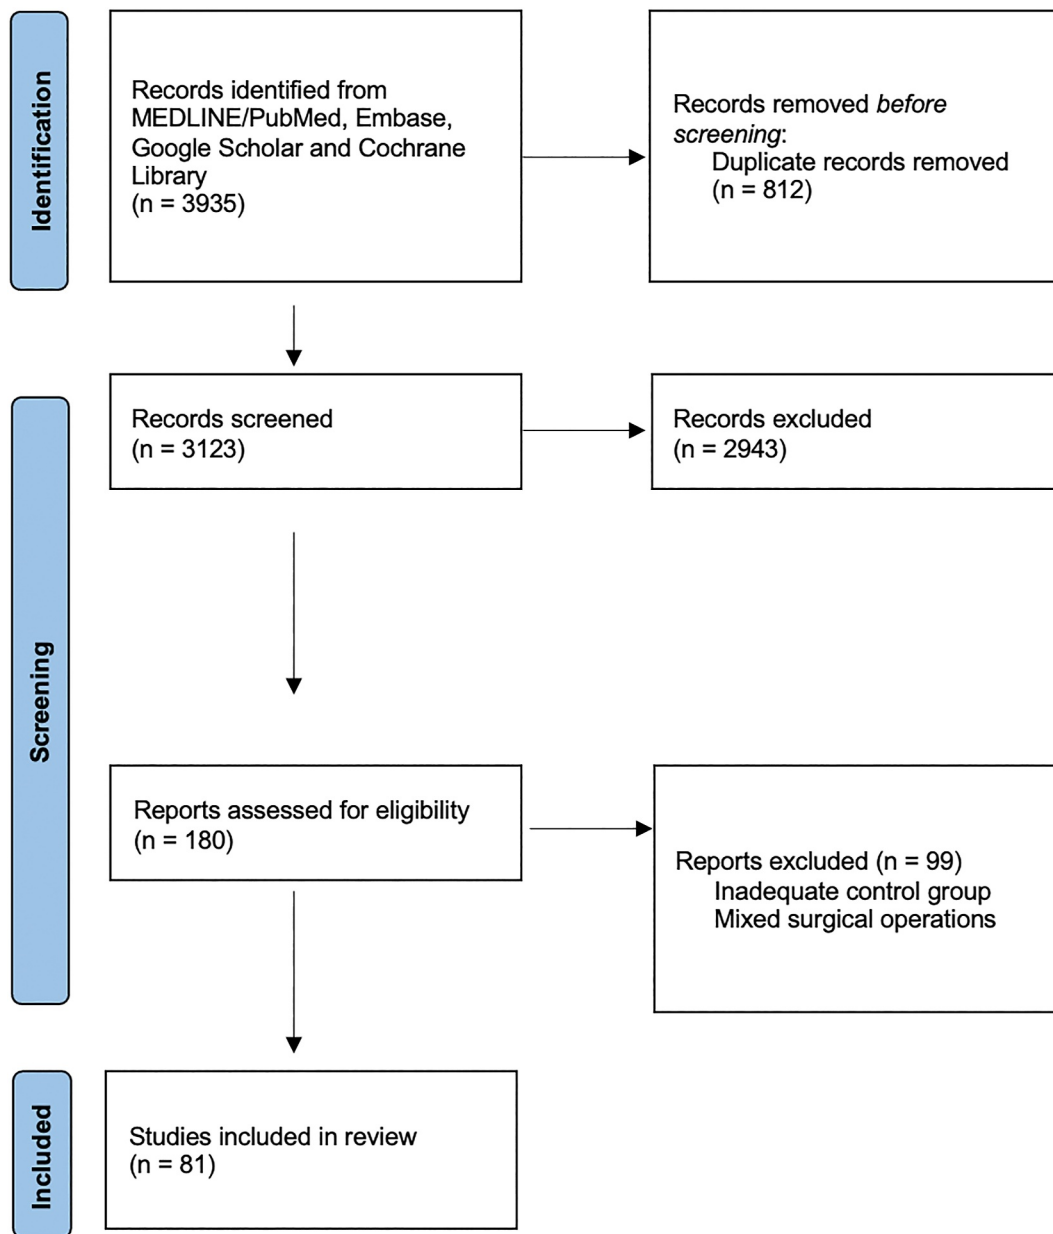 Identification
Records identified from
MEDLINE/PubMed, Embase,
Google Scholar and Cochrane
Library
(n = 3935)
Records removed before
screening:
Duplicate records removed
(n = 812)
Screening
Records screened
(n = 3123)
Records excluded
(n = 2943)
Reports assessed for eligibility
(n = 180)
Reports excluded (n = 99)
Inadequate control group
Mixed surgical operations
Included
Studies included in review
(n = 81)